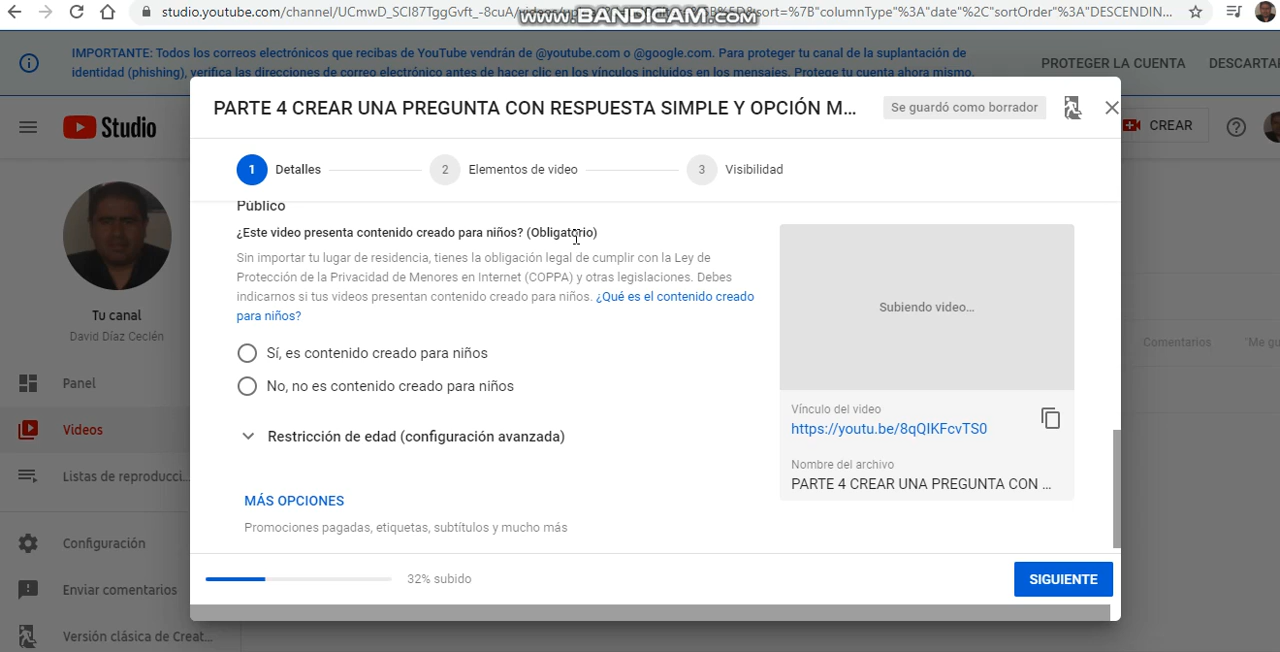 studio.youtube.com/channel/UCmwD_SCI87TggGvft_-8cuA/
sort=%7B"columnType"%3A"date"%2C"sortOrder"%3A"DESCENDIN...
www.BANDICAM.com
IMPORTANTE: Todos los correos electrónicos que recibas de YouTube vendrán de @youtube.com o @google.com. Para proteger tu canal de la suplantación de
identidad (phishing), verifica las direcciones de correo electrónico antes de hacer clic en los vínculos incluidos en los mensajes. Protege tu cuenta ahora mismo.
PROTEGER LA CUENTA
DESCARTAR
Studio
PARTE 4 CREAR UNA PREGUNTA CON RESPUESTA SIMPLE Y OPCIÓN M...
Se guardó como borrador
CREAR
1 Detalles
2 Elementos de video
3 Visibilidad
Público
¿Este video presenta contenido creado para niños? (Obligatorio)
Sin importar tu lugar de residencia, tienes la obligación legal de cumplir con la Ley de
Protección de la Privacidad de Menores en Internet (COPPA) y otras legislaciones. Debes
indicarnos si tus videos presentan contenido creado para niños. ¿Qué es el contenido creado
para niños?
Sí, es contenido creado para niños
No, no es contenido creado para niños
Restricción de edad (configuración avanzada)
MÁS OPCIONES
Promociones pagadas, etiquetas, subtítulos y mucho más
Subiendo video...
Vínculo del video
https://youtu.be/8qQIKFcvTS0
Nombre del archivo
PARTE 4 CREAR UNA PREGUNTA CON ...
32% subido
SIGUIENTE
Tu canal
David Díaz Ceclén
Panel
Videos
Listas de reproducci...
Configuración
Enviar comentarios
Versión clásica de Creat...
Comentarios
"Me gu